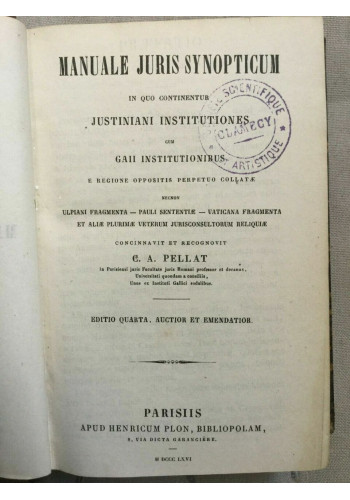 MANUALE JURIS SYNOPTICUM
IN QUO CONTINENTUR
JUSTINIANI INSTITUTIONES
CUM
GAII INSTITUTIONIBUS
E REGIONE OPPOSITIS PERPETUO COLLATÆ
NECNON
ULPIANI FRAGMENTA — PAULI SENTENTIÆ — VATICANA FRAGMENTA
ET ALIÆ PLURIMÆ VETERUM JURISCONSULTORUM RELIQUIÆ
CONCINNAVIT ET RECOGNOVIT
C. A. PELLAT
in Parisiensi juris Facultate juris Romani professor et decanus,
Universitati quondam a consiliis,
Unus ex Instituti Gallici sodalibus.
EDITIO QUARTA, AUCTIOR ET EMENDATIOR.
PARISIIS
APUD HENRICUM PLON, BIBLIOPOLAM,
8, VIA DICTA GARANCIÈRE.
M DCCC LXVI
SCIENTIFIQUE
CLAMECY
ARTISTIQUE